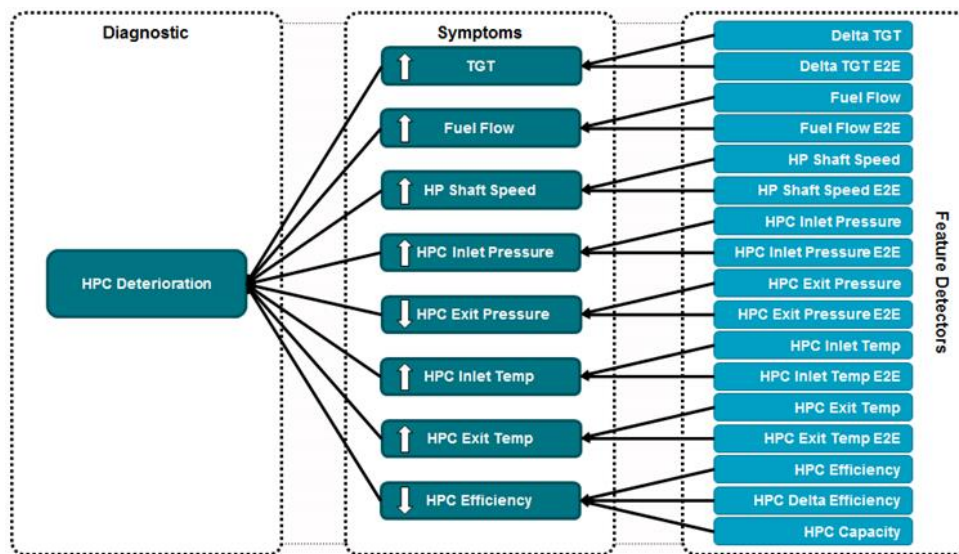 Diagnostic
HPC Deterioration
Symptoms
TGT
Fuel Flow
HP Shaft Speed
HPC Inlet Pressure
HPC Exit Pressure
HPC Inlet Temp
HPC Exit Temp
HPC Efficiency
Delta TGT
Delta TGT E2E
Fuel Flow
Fuel Flow E2E
HP Shaft Speed
HP Shaft Speed E2E
HPC Inlet Pressure
HPC Inlet Pressure E2E
HPC Exit Pressure
HPC Exit Pressure E2E
HPC Inlet Temp
HPC Inlet Temp E2E
HPC Exit Temp
HPC Exit Temp E2E
HPC Efficiency
HPC Delta Efficiency
HPC Capacity
Feature Detectors